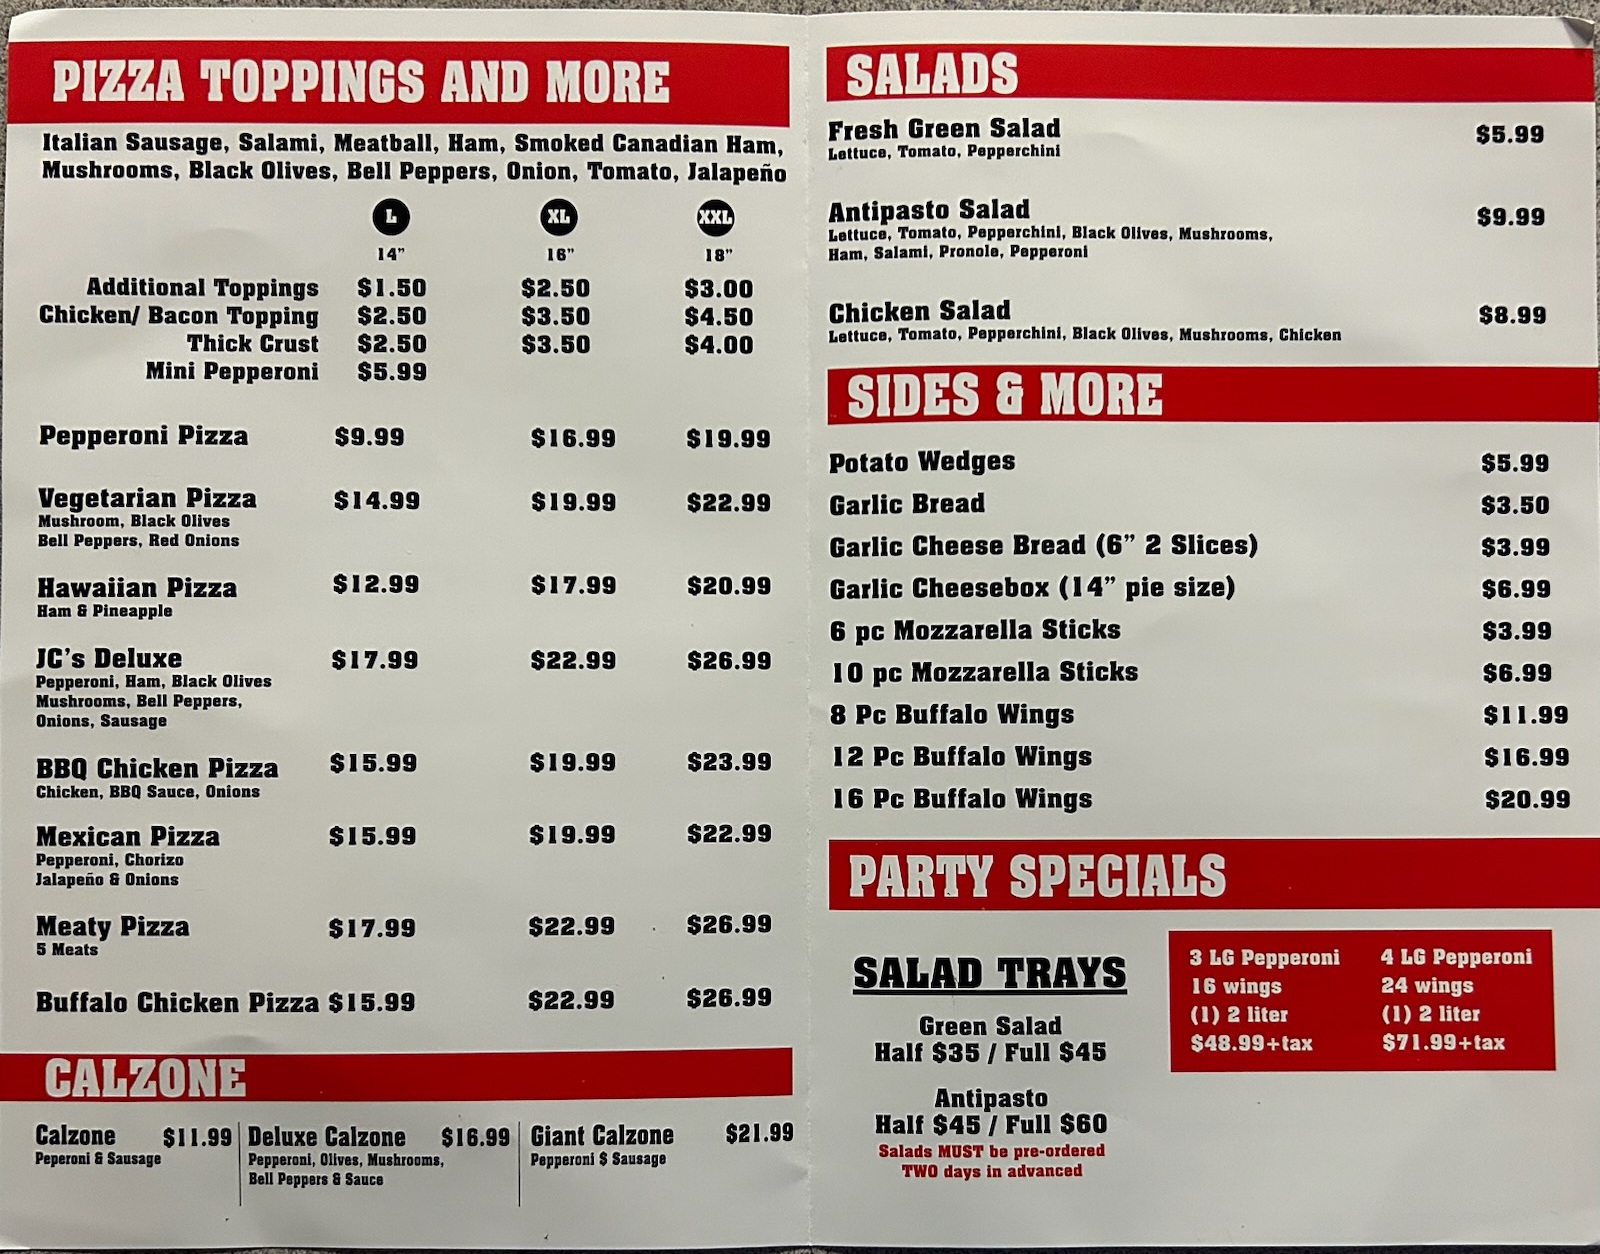 PIZZA TOPPINGS AND MORE
Italian Sausage, Salami, Meatball, Ham, Smoked Canadian Ham,
Mushrooms, Black Olives, Bell Peppers, Onion, Tomato, Jalapeño
L XL XXL
14" 16" 18"
Additional Toppings $1.50 $2.50 $3.00
Chicken/ Bacon Topping $2.50 $3.50 $4.50
Thick Crust $2.50 $3.50 $4.00
Mini Pepperoni $5.99
Pepperoni Pizza $9.99 $16.99 $19.99
Vegetarian Pizza $14.99 $19.99 $22.99
Mushroom, Black Olives
Bell Peppers, Red Onions
Hawaiian Pizza $12.99 $17.99 $20.99
Ham & Pineapple
JC's Deluxe $17.99 $22.99 $26.99
Pepperoni, Ham, Black Olives
Mushrooms, Bell Peppers,
Onions, Sausage
BBQ Chicken Pizza $15.99 $19.99 $23.99
Chicken, BBQ Sauce, Onions
Mexican Pizza $15.99 $19.99 $22.99
Pepperoni, Chorizo
Jalapeño & Onions
Meaty Pizza $17.99 $22.99 $26.99
5 Meats
Buffalo Chicken Pizza $15.99 $22.99 $26.99
CALZONE
Calzone $11.99
Peperoni & Sausage
Deluxe Calzone $16.99
Pepperoni, Olives, Mushrooms,
Bell Peppers & Sauce
Giant Calzone $21.99
Pepperoni $ Sausage
SALADS
Fresh Green Salad $5.99
Lettuce, Tomato, Pepperchini
Antipasto Salad $9.99
Lettuce, Tomato, Pepperchini, Black Olives, Mushrooms,
Ham, Salami, Pronole, Pepperoni
Chicken Salad $8.99
Lettuce, Tomato, Pepperchini, Black Olives, Mushrooms, Chicken
SIDES & MORE
Potato Wedges $5.99
Garlic Bread $3.50
Garlic Cheese Bread (6" 2 Slices) $3.99
Garlic Cheesebox (14" pie size) $6.99
6 pc Mozzarella Sticks $3.99
10 pc Mozzarella Sticks $6.99
8 Pc Buffalo Wings $11.99
12 Pc Buffalo Wings $16.99
16 Pc Buffalo Wings $20.99
PARTY SPECIALS
SALAD TRAYS
Green Salad
Half $35 / Full $45
Antipasto
Half $45 / Full $60
Salads MUST be pre-ordered
TWO days in advanced
3 LG Pepperoni
16 wings
(1) 2 liter
$48.99+tax
4 LG Pepperoni
24 wings
(1) 2 liter
$71.99+tax